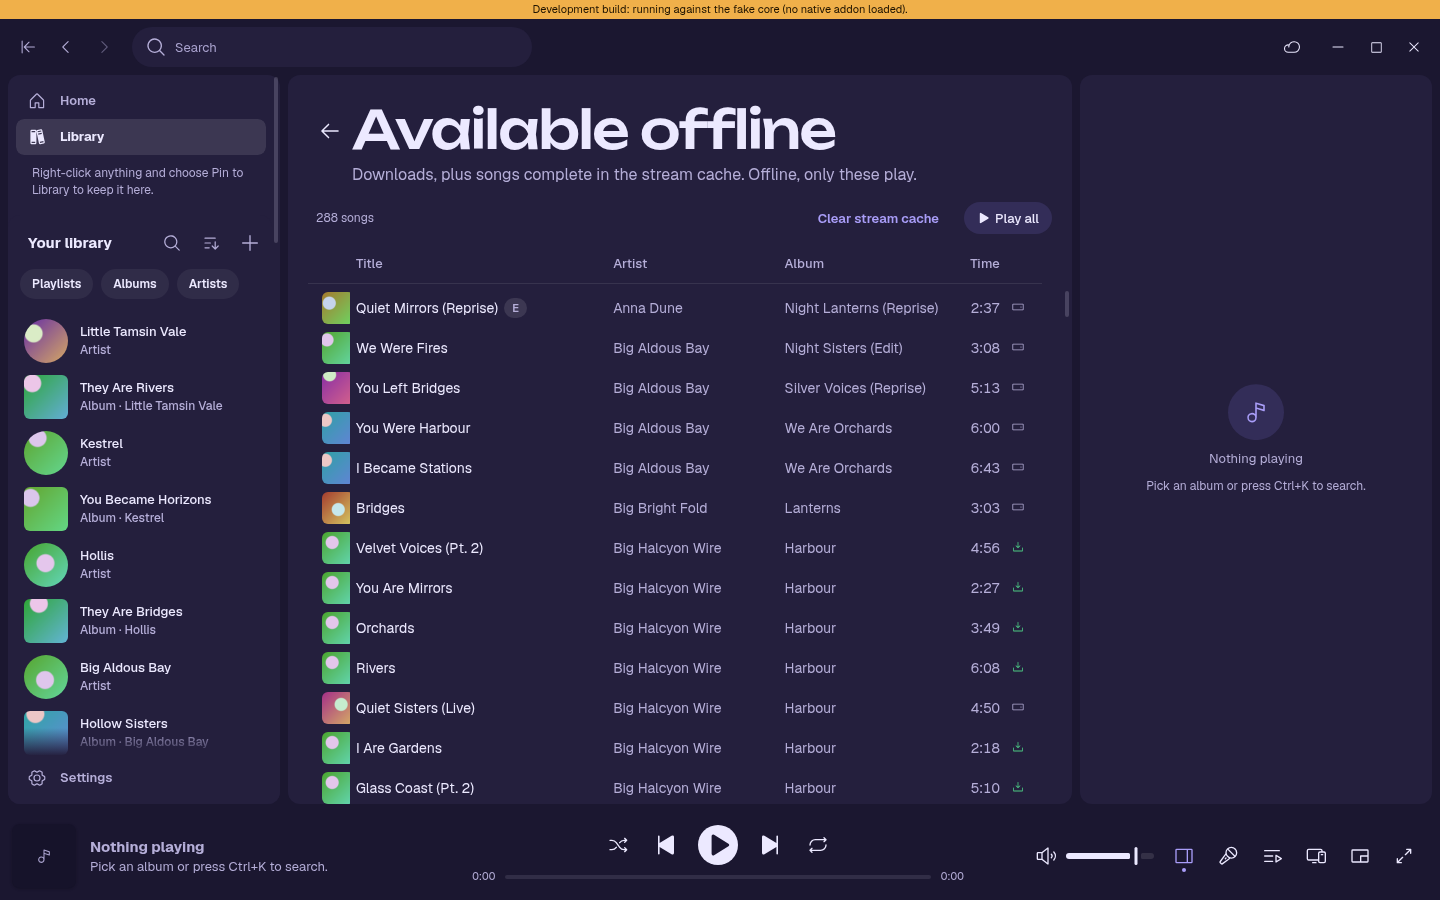 Development build: running against the fake core (no native addon loaded).
Search
Home
Library
Right-click anything and choose Pin to
Library to keep it here.
Your library
Playlists
Albums
Artists
Little Tamsin Vale
Artist
They Are Rivers
Album · Little Tamsin Vale
Kestrel
Artist
You Became Horizons
Album · Kestrel
Hollis
Artist
They Are Bridges
Album · Hollis
Big Aldous Bay
Artist
Hollow Sisters
Album · Big Aldous Bay
Settings
Available offline
Downloads, plus songs complete in the stream cache. Offline, only these play.
288 songs
Clear stream cache
Play all
Title Artist Album Time
Quiet Mirrors (Reprise) E Anna Dune Night Lanterns (Reprise) 2:37
We Were Fires Big Aldous Bay Night Sisters (Edit) 3:08
You Left Bridges Big Aldous Bay Silver Voices (Reprise) 5:13
You Were Harbour Big Aldous Bay We Are Orchards 6:00
I Became Stations Big Aldous Bay We Are Orchards 6:43
Bridges Big Bright Fold Lanterns 3:03
Velvet Voices (Pt. 2) Big Halcyon Wire Harbour 4:56
You Are Mirrors Big Halcyon Wire Harbour 2:27
Orchards Big Halcyon Wire Harbour 3:49
Rivers Big Halcyon Wire Harbour 6:08
Quiet Sisters (Live) Big Halcyon Wire Harbour 4:50
I Are Gardens Big Halcyon Wire Harbour 2:18
Glass Coast (Pt. 2) Big Halcyon Wire Harbour 5:10
Nothing playing
Pick an album or press Ctrl+K to search.
Nothing playing
Pick an album or press Ctrl+K to search.
0:00
0:00